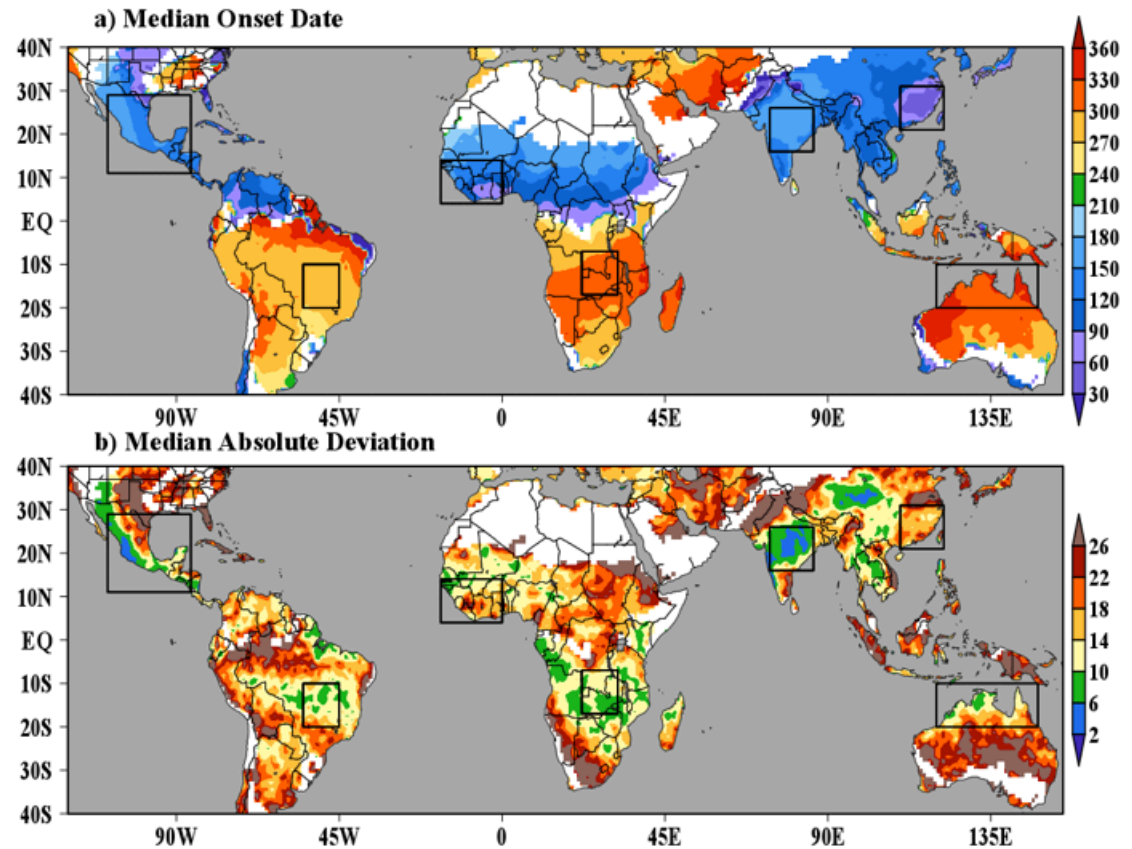 a) Median Onset Date
40N
30N
20N
10N
EQ
10S
20S
30S
40S
90W
45W
0
45E
90E
135E
360
330
300
270
240
210
180
150
120
90
60
30
b) Median Absolute Deviation
40N
30N
20N
10N
EQ
10S
20S
30S
40S
90W
45W
0
45E
90E
135E
26
22
18
14
10
6
2